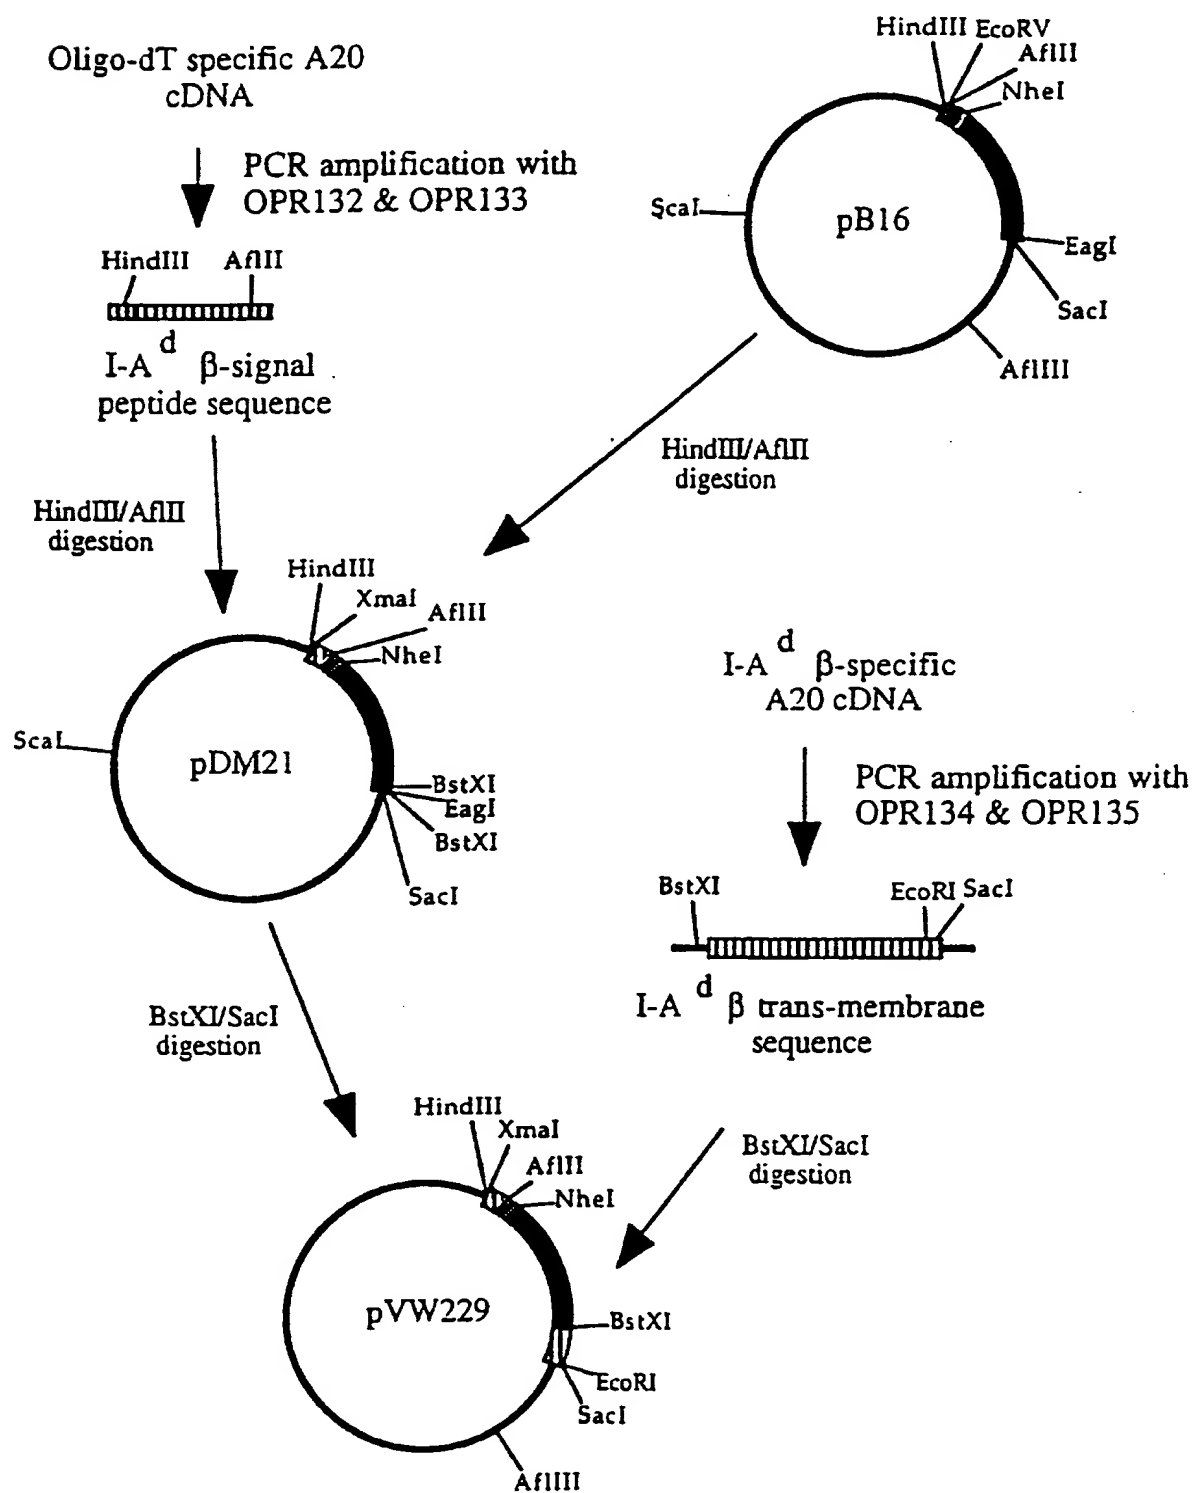 Oligo-dT specific A20
cDNA
PCR amplification with
OPR132 & OPR133
HindIII AflII
I-A d β-signal
peptide sequence
HindIII/AflII
digestion
HindIII EcoRV
AflII
NheI
ScaI
pB16
EagI
SacI
AflIII
HindIII/AflII
digestion
HindIII
XmaI
AflII
NheI
ScaI
pDM21
BstXI
EagI
BstXI
SacI
I-A d β-specific
A20 cDNA
PCR amplification with
OPR134 & OPR135
BstXI
EcoRI SacI
I-A d β trans-membrane
sequence
BstXI/SacI
digestion
BstXI/SacI
digestion
HindIII
XmaI
AflII
NheI
pVW229
BstXI
EcoRI
SacI
AflIII